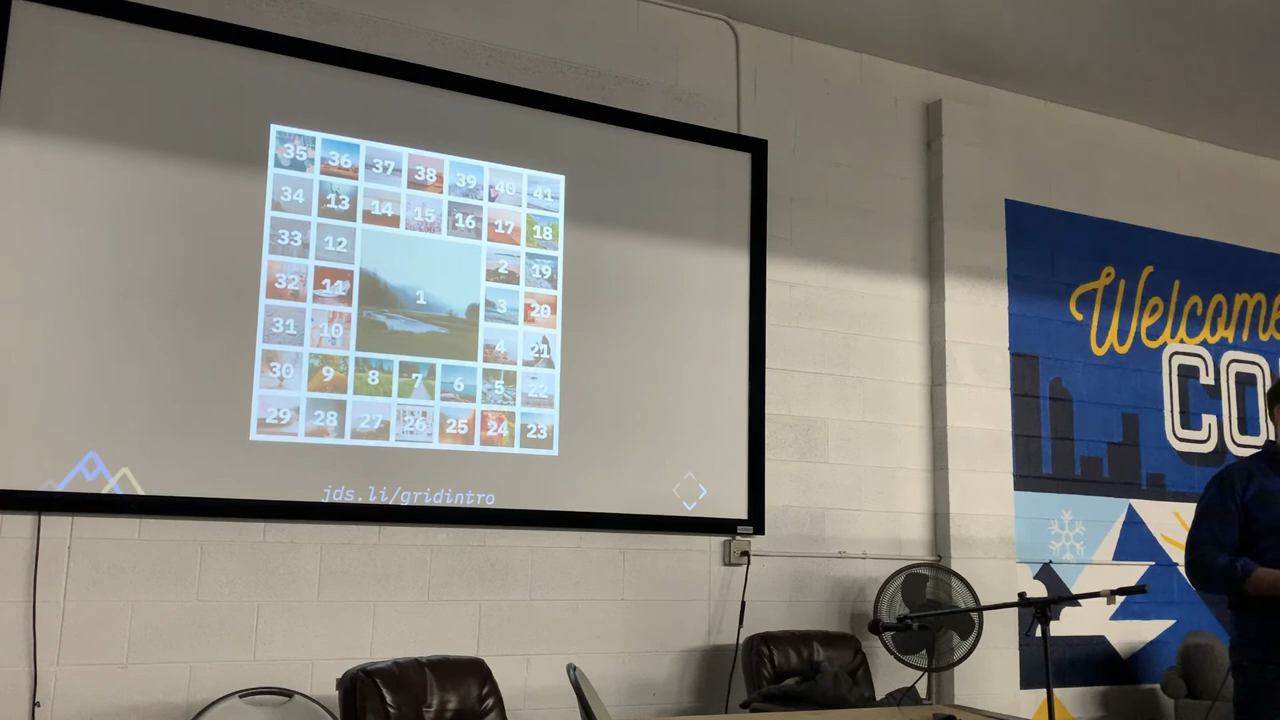 35 36 37 38 39 40 41
34 13 14 15 16 17 18
33 12 2 19
32 11 1 3 20
31 10 4 21
30 9 8 7 6 5 22
29 28 27 26 25 24 23
jds.li/gridintro
Welcome
CO